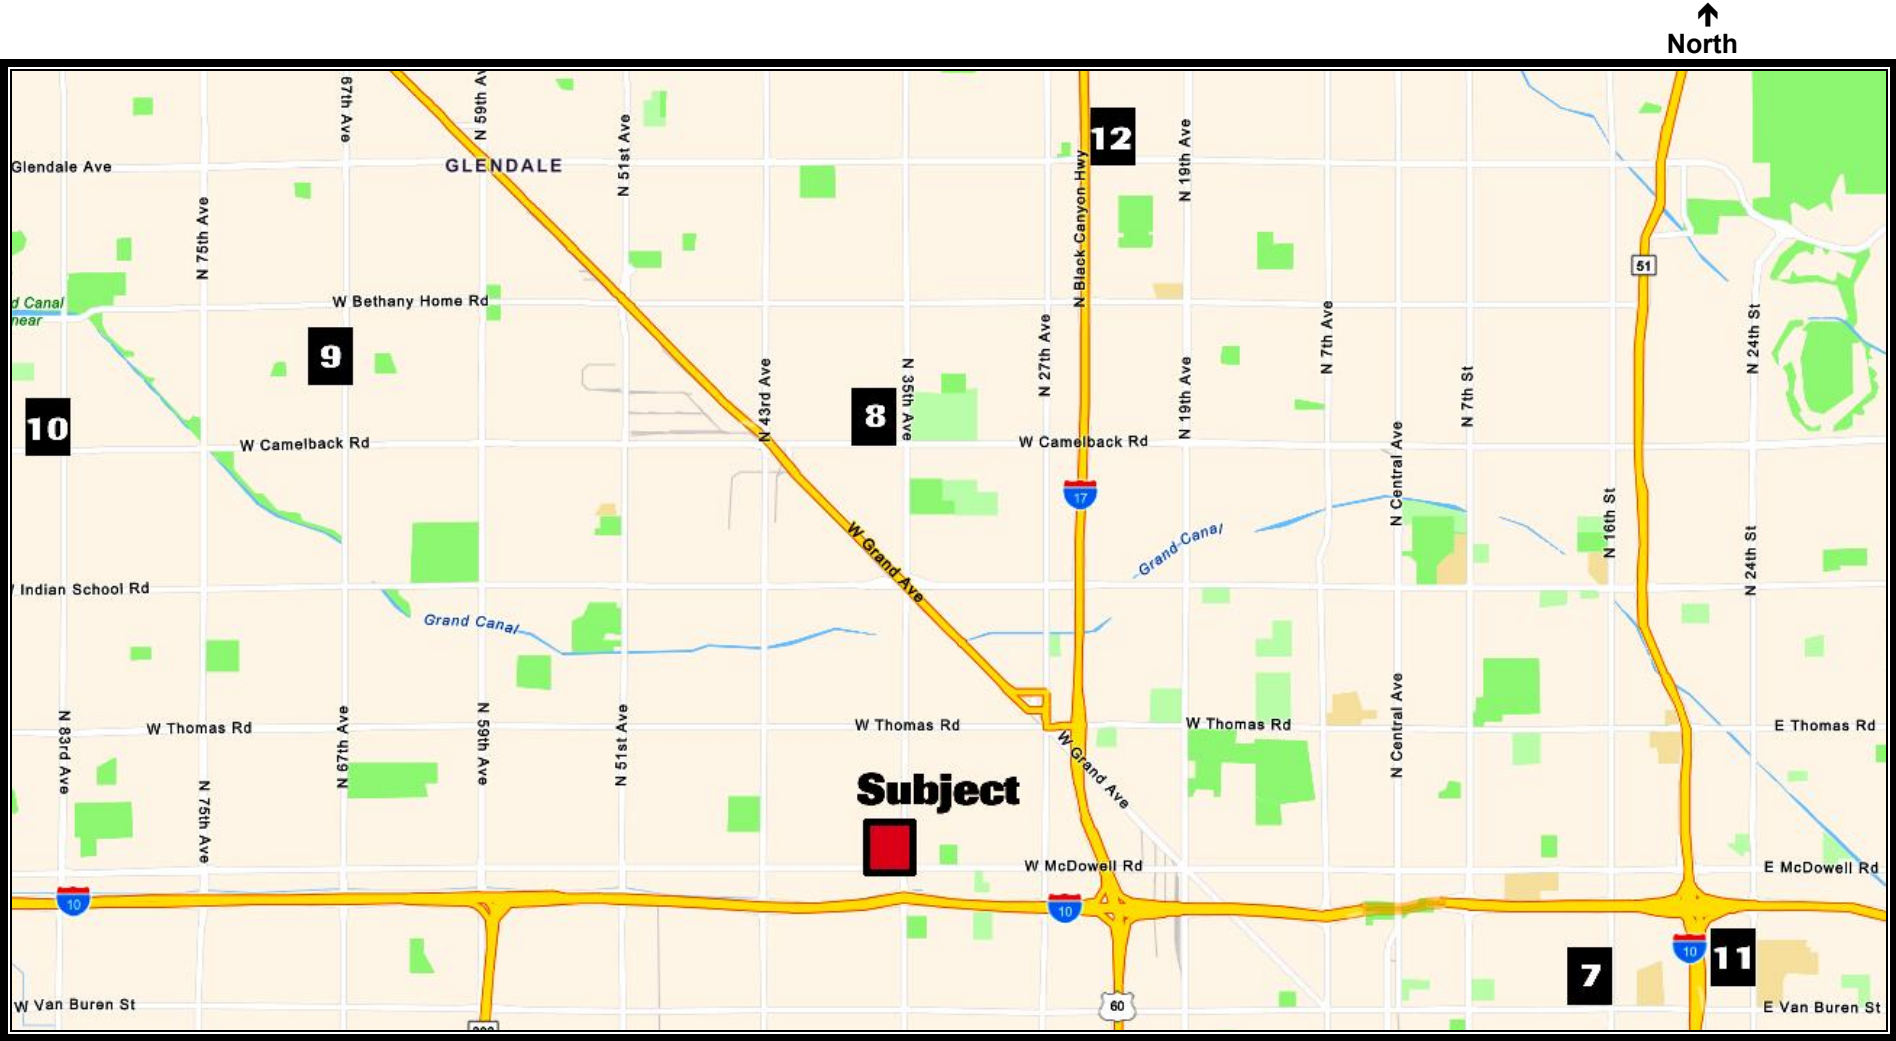 North
67th Ave
N 59th Av
N 51st Ave
12
N 19th Ave
Glendale Ave
GLENDALE
N 75th Ave
N Black Canyon Hwy
51
d Canal
near
W Bethany Home Rd
9
N 43rd Ave
N 35th Ave
N 27th Ave
N 19th Ave
N 7th Ave
N 7th St
N 24th St
10
8
W Camelback Rd
W Camelback Rd
N Central Ave
17
W Grand Ave
Grand Canal
N 16th St
N 24th St
Indian School Rd
Grand Canal
N 83rd Ave
W Thomas Rd
N 67th Ave
N 59th Ave
N 51st Ave
W Thomas Rd
W Grand Ave
W Thomas Rd
N Central Ave
E Thomas Rd
N 75th Ave
Subject
W McDowell Rd
E McDowell Rd
10
10
10
11
7
W Van Buren St
60
E Van Buren St